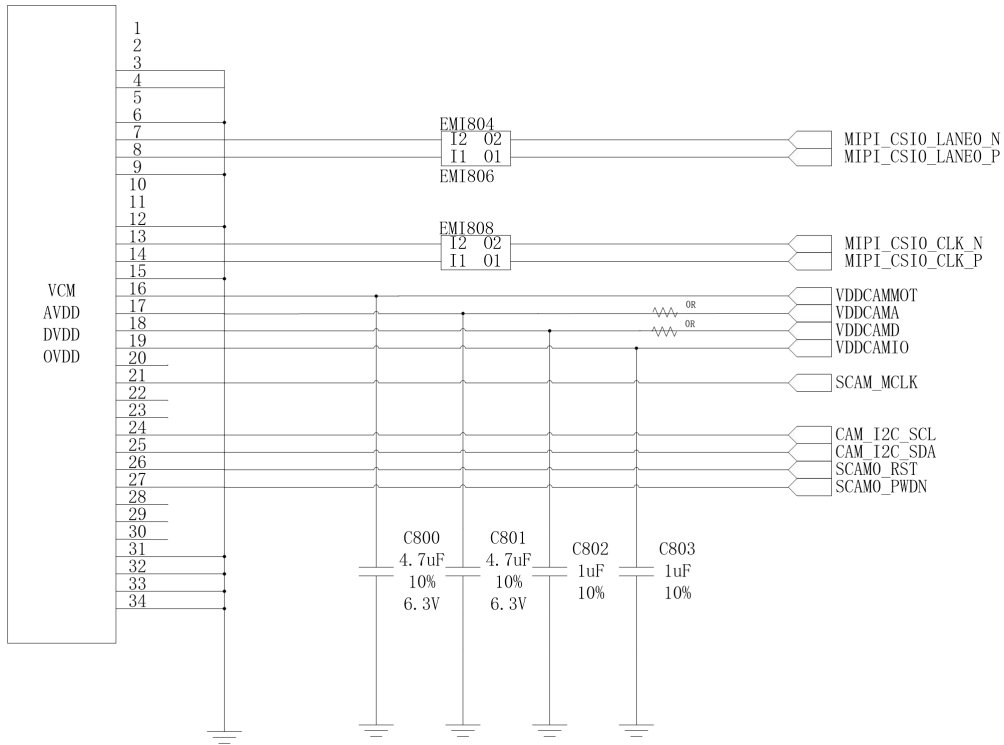 1
2
3
4
5
6
7
8
9
10
11
12
13
14
15
16
17
18
19
20
21
22
23
24
25
26
27
28
29
30
31
32
33
34
VCM
AVDD
DVDD
OVDD
EMI804
I2 O2
I1 O1
EMI806
EMI808
I2 O2
I1 O1
MIPI_CSI0_LANE0_N
MIPI_CSI0_LANE0_P
MIPI_CSI0_CLK_N
MIPI_CSI0_CLK_P
VDDCAMMOT
0R
VDDCAMA
0R
VDDCAMD
VDDCAMIO
SCAM_MCLK
CAM_I2C_SCL
CAM_I2C_SDA
SCAM0_RST
SCAM0_PWDN
C800
4.7uF
10%
6.3V
C801
4.7uF
10%
6.3V
C802
1uF
10%
C803
1uF
10%